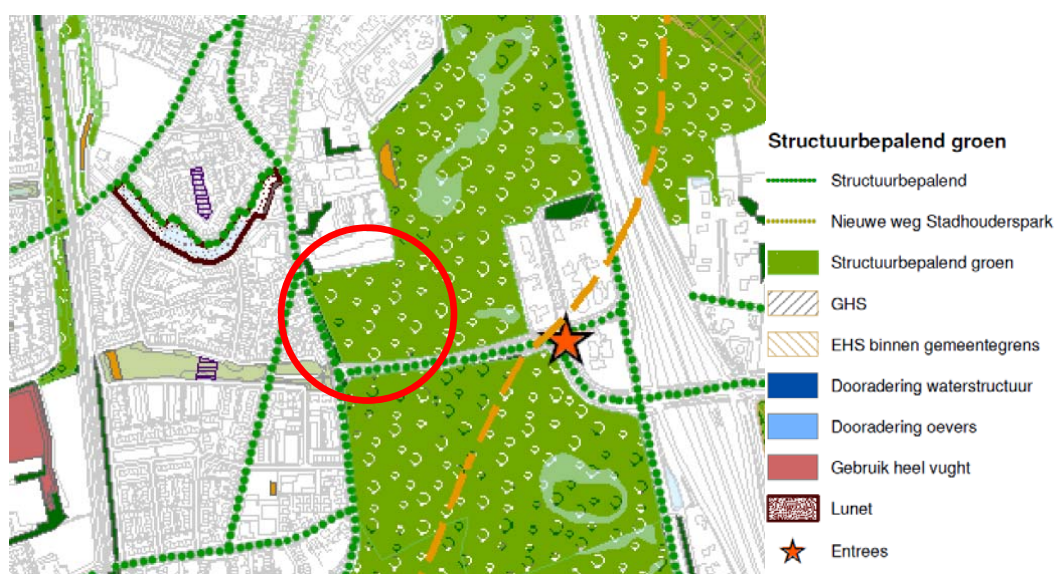 Structuurbepalend groen
Structuurbepalend
Nieuwe weg Stadhouderspark
Structuurbepalend groen
GHS
EHS binnen gemeentegrens
Dooradering waterstructuur
Dooradering oevers
Gebruik heel vught
Lunet
Entrees